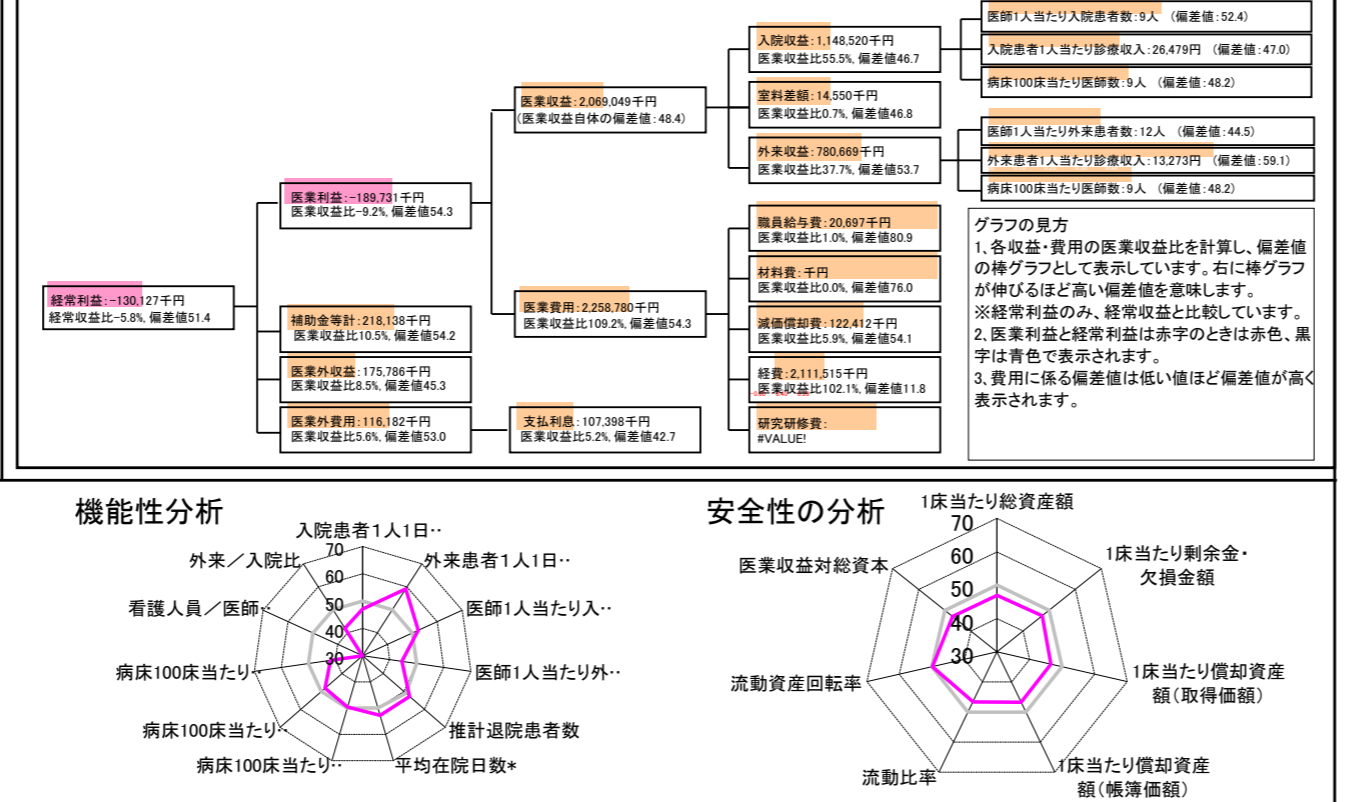 医師1人当たり入院患者数:9人 (偏差値:52.4)
入院収益:1,148,520千円
医業収益比55.5%, 偏差値46.7
入院患者1人当たり診療収入:26,479円 (偏差値:47.0)
病床100床当たり医師数:9人 (偏差値:48.2)
医業収益:2,069,049千円
(医業収益自体の偏差値:48.4)
室料差額:14,550千円
医業収益比0.7%, 偏差値46.8
医師1人当たり外来患者数:12人 (偏差値:44.5)
外来収益:780,669千円
医業収益比37.7%, 偏差値53.7
外来患者1人当たり診療収入:13,273円 (偏差値:59.1)
病床100床当たり医師数:9人 (偏差値:48.2)
医業利益:-189,731千円
医業収益比-9.2%, 偏差値54.3
職員給与費:20,697千円
医業収益比1.0%, 偏差値80.9
材料費:千円
医業収益比0.0%, 偏差値76.0
経常利益:-130,127千円
経常収益比-5.8%, 偏差値51.4
医業費用:2,258,780千円
医業収益比109.2%, 偏差値54.3
補助金等計:218,138千円
医業収益比10.5%, 偏差値54.2
減価償却費:122,412千円
医業収益比5.9%, 偏差値54.1
医業外収益:175,786千円
医業収益比8.5%, 偏差値45.3
経費:2,111,515千円
医業収益比102.1%, 偏差値11.8
医業外費用:116,182千円
医業収益比5.6%, 偏差値53.0
支払利息:107,398千円
医業収益比5.2%, 偏差値42.7
研究研修費:
#VALUE!
グラフの見方
1、各収益・費用の医業収益比を計算し、偏差値
の棒グラフとして表示しています。右に棒グラフ
が伸びるほど高い偏差値を意味します。
※経常利益のみ、経常収益と比較しています。
2、医業利益と経常利益は赤字のときは赤色、黒
字は青色で表示されます。
3、費用に係る偏差値は低い値ほど偏差値が高く
表示されます。
機能性分析
入院患者1人1日‥
外来患者1人1日‥
医師1人当たり入‥
医師1人当たり外‥
推計退院患者数
平均在院日数*
病床100床当たり‥
病床100床当たり‥
病床100床当たり‥
看護人員/医師‥
外来/入院比
70
60
50
40
30
安全性の分析
1床当たり総資産額
1床当たり剰余金・
欠損金額
1床当たり償却資産
額(取得価額)
1床当たり償却資産
額(帳簿価額)
流動比率
流動資産回転率
医業収益対総資本
70
60
50
40
30